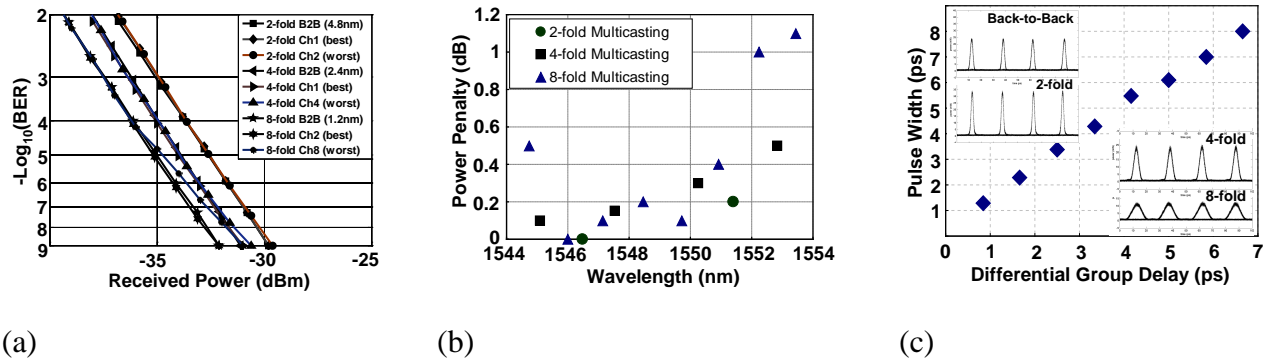 2
3
4
5
6
7
8
9
-Log10(BER)
-35
-30
-25
Received Power (dBm)
2-fold B2B (4.8nm)
2-fold Ch1 (best)
2-fold Ch2 (worst)
4-fold B2B (2.4nm)
4-fold Ch1 (best)
4-fold Ch4 (worst)
8-fold B2B (1.2nm)
8-fold Ch2 (best)
8-fold Ch8 (worst)
(a)
1.2
1
0.8
0.6
0.4
0.2
0
Power Penalty (dB)
1544
1546
1548
1550
1552
1554
Wavelength (nm)
2-fold Multicasting
4-fold Multicasting
8-fold Multicasting
(b)
8
7
6
5
4
3
2
1
Pulse Width (ps)
0
1
2
3
4
5
6
7
Differential Group Delay (ps)
Back-to-Back
2-fold
4-fold
8-fold
(c)